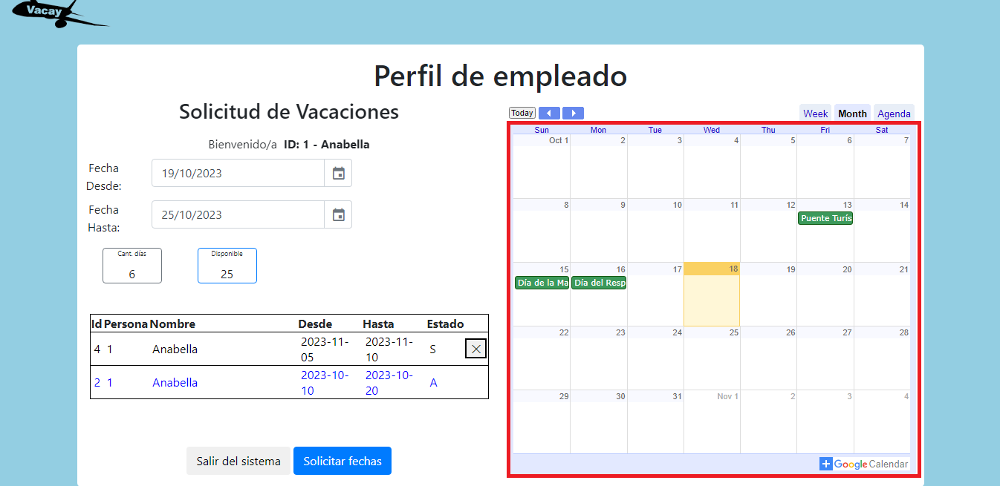 Vacay
Perfil de empleado
Solicitud de Vacaciones
Bienvenido/a ID: 1 - Anabella
Fecha
Desde:
19/10/2023
Fecha
Hasta:
25/10/2023
Cant. días
6
Disponible
25
Id Persona Nombre Desde Hasta Estado
4 1 Anabella 2023-11-05 2023-11-10 S
2 1 Anabella 2023-10-10 2023-10-20 A
Salir del sistema
Solicitar fechas
Today
Week Month Agenda
Sun Mon Tue Wed Thu Fri Sat
Oct 1 2 3 4 5 6 7
8 9 10 11 12 13 14
Puente Turís
15 16 17 18 19 20 21
Día de la Ma Día del Resp
22 23 24 25 26 27 28
29 30 31 Nov 1 2 3 4
Google Calendar